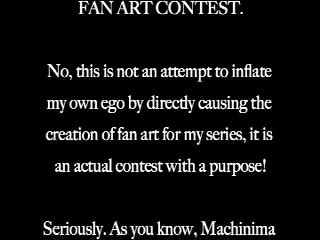 FAN ART CONTEST.
No, this is not an attempt to inflate
my own ego by directly causing the
creation of fan art for my series, it is
an actual contest with a purpose!
Seriously. As you know, Machinima